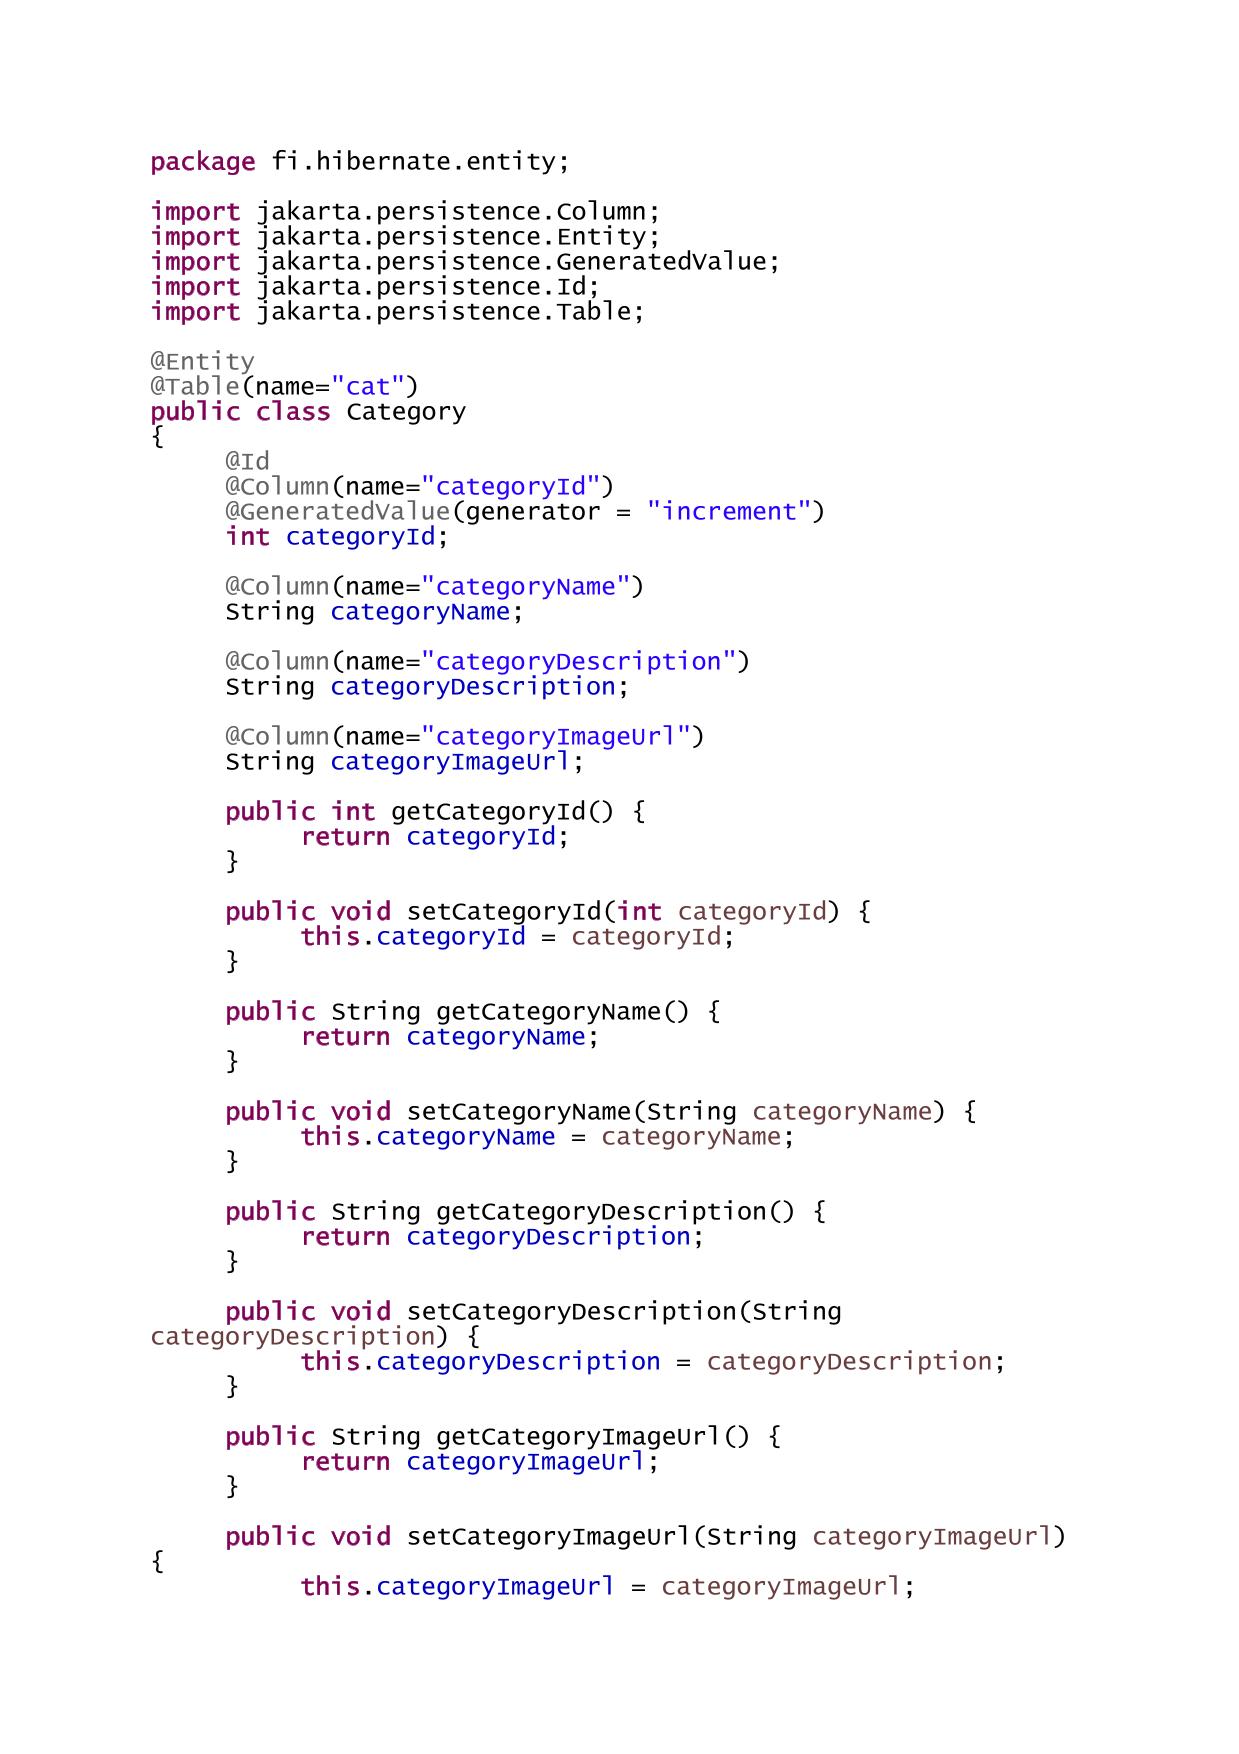 package fi.hibernate.entity;
import jakarta.persistence.Column;
import jakarta.persistence.Entity;
import jakarta.persistence.GeneratedValue;
import jakarta.persistence.Id;
import jakarta.persistence.Table;
@Entity
@Table(name="cat")
public class Category
{
@Id
@Column(name="categoryId")
@GeneratedValue(generator = "increment")
int categoryId;
@Column(name="categoryName")
String categoryName;
@Column(name="categoryDescription")
String categoryDescription;
@Column(name="categoryImageUrl")
String categoryImageUrl;
public int getCategoryId() {
return categoryId;
}
public void setCategoryId(int categoryId) {
this.categoryId = categoryId;
}
public String getCategoryName() {
return categoryName;
}
public void setCategoryName(String categoryName) {
this.categoryName = categoryName;
}
public String getCategoryDescription() {
return categoryDescription;
}
public void setCategoryDescription(String
categoryDescription) {
this.categoryDescription = categoryDescription;
}
public String getCategoryImageUrl() {
return categoryImageUrl;
}
public void setCategoryImageUrl(String categoryImageUrl)
{
this.categoryImageUrl = categoryImageUrl;